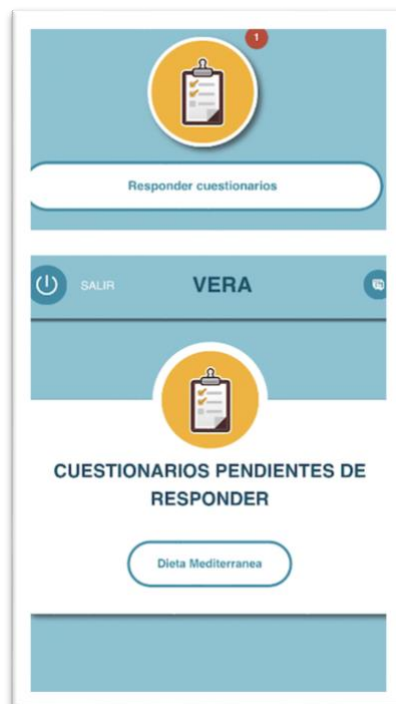 1
Responder cuestionarios
SALIR
VERA
CUESTIONARIOS PENDIENTES DE
RESPONDER
Dieta Mediterranea